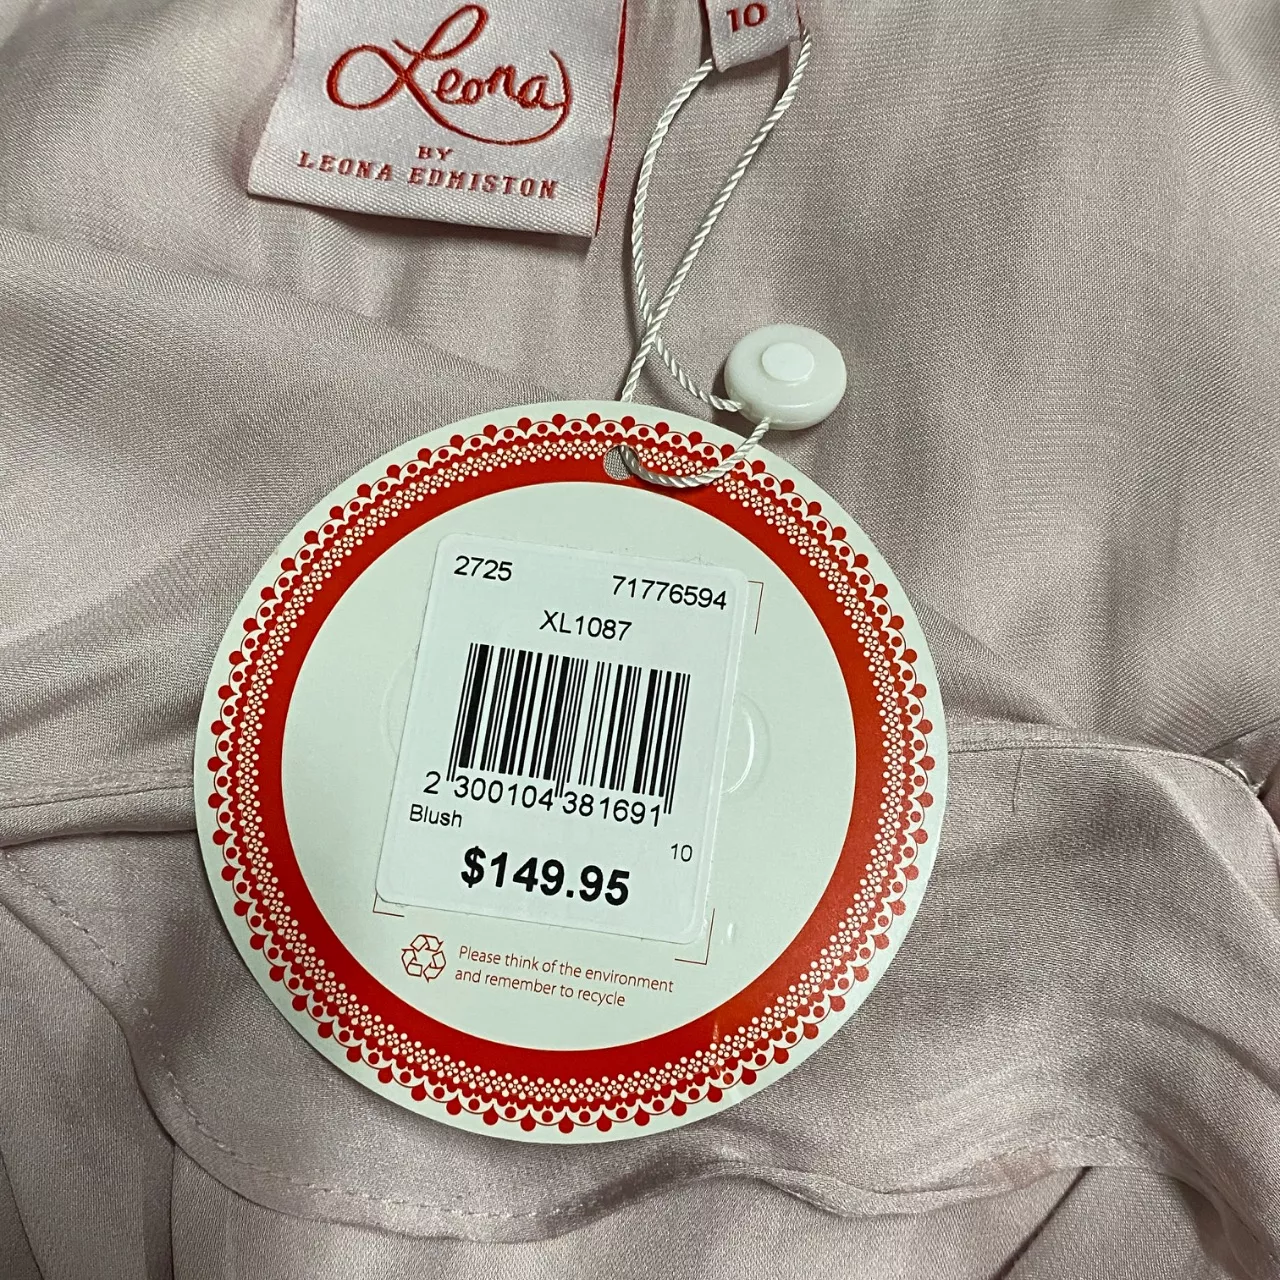 Leona
BY
LEONA EDMISTON
10
2725 71776594
XL1087
2 300104 381691
Blush
10
$149.95
Please think of the environment
and remember to recycle